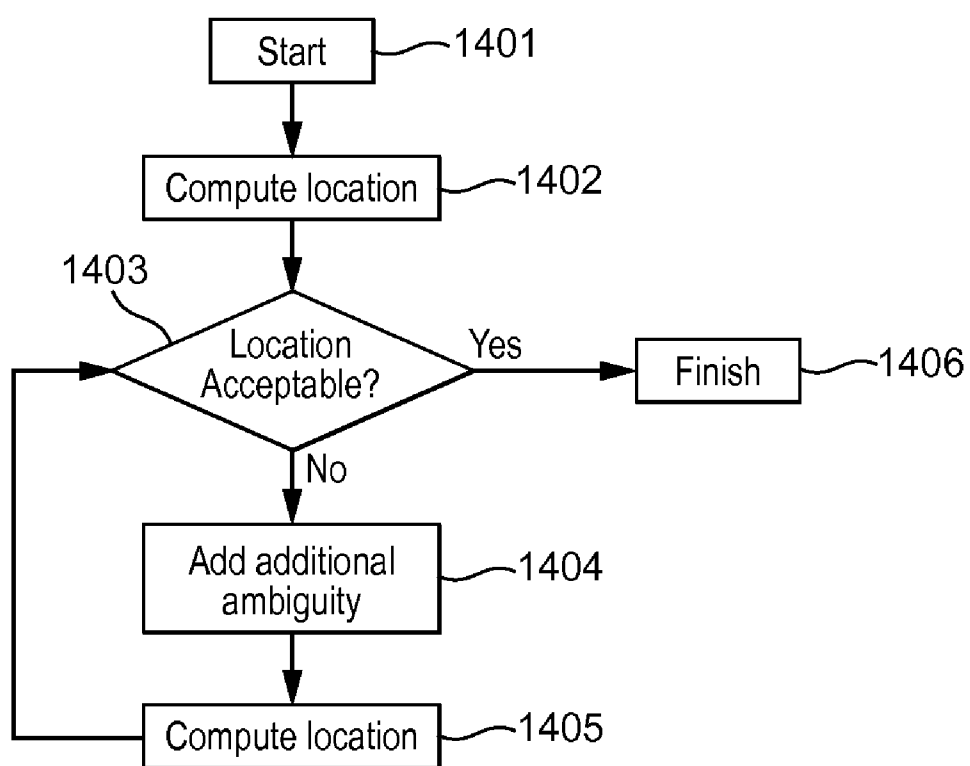 Start
1401
Compute location
1402
1403
Location
Acceptable?
Yes
Finish
1406
No
Add additional
ambiguity
1404
Compute location
1405